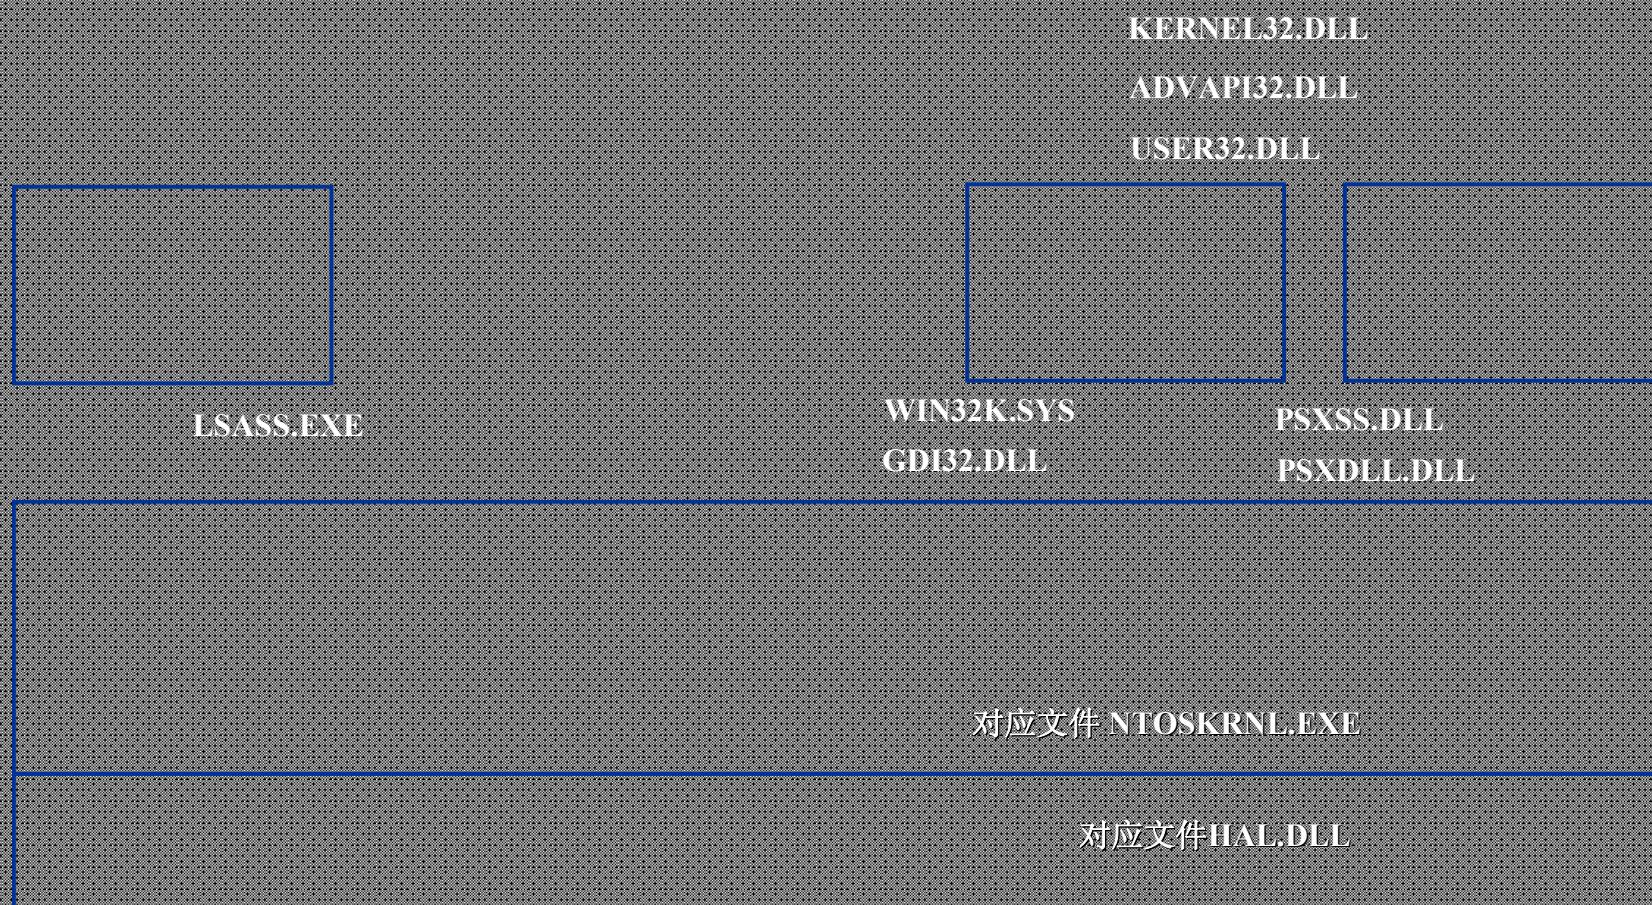 KERNEL32.DLL
ADVAPI32.DLL
USER32.DLL
LSASS.EXE
WIN32K.SYS
GDI32.DLL
PSXSS.DLL
PSXDLL.DLL
对应文件 NTOSKRNL.EXE
对应文件HAL.DLL